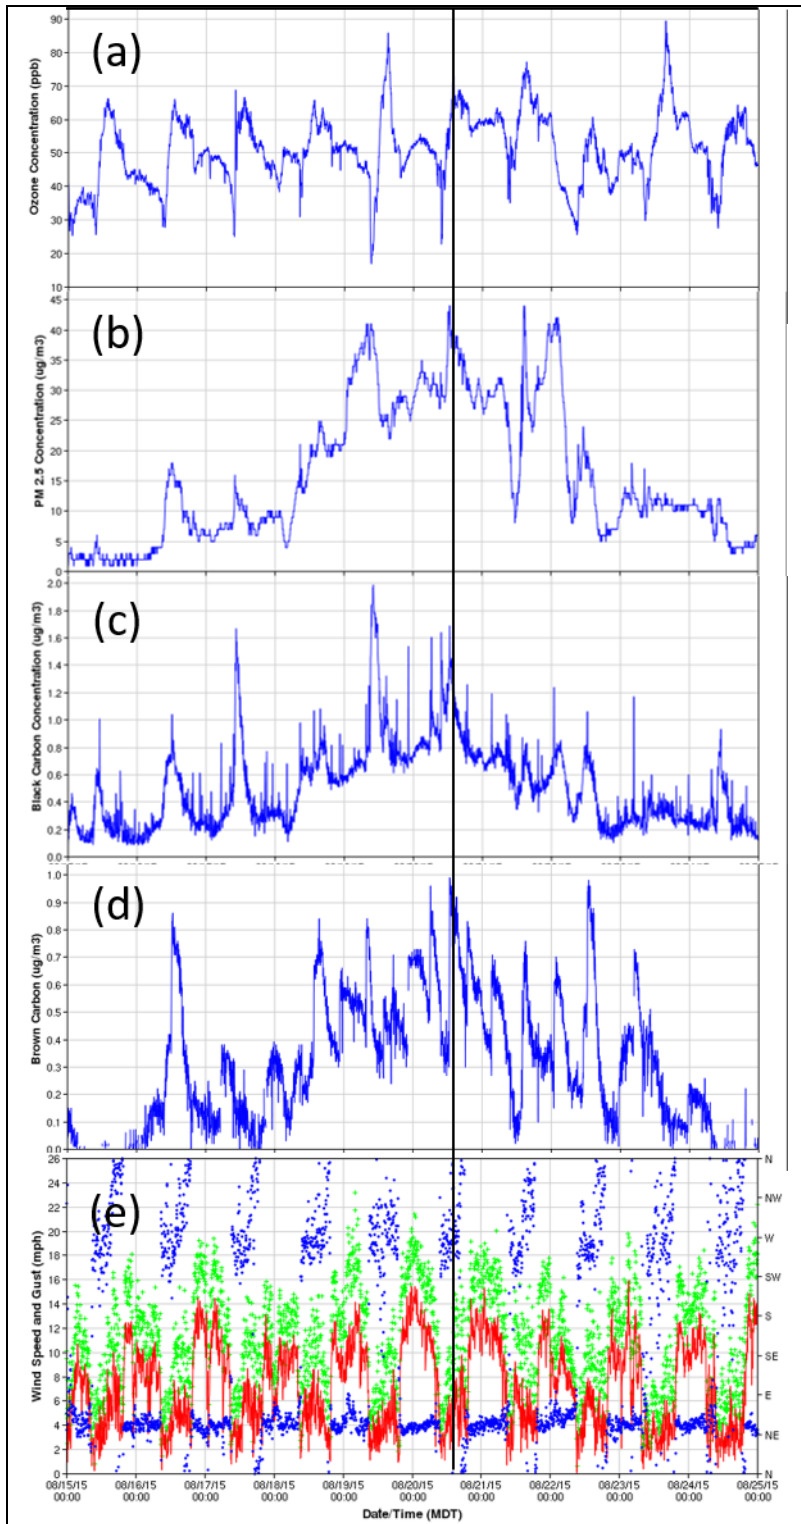 (a)
Ozone Concentration (ppb)
90
80
70
60
50
40
30
20
10
(b)
PM 2.5 Concentration (ug/m3)
45
40
35
30
25
20
15
10
5
0
(c)
Black Carbon Concentration (ug/m3)
2.0
1.8
1.6
1.4
1.2
1.0
0.8
0.6
0.4
0.2
0.0
(d)
Brown Carbon (ug/m3)
1.0
0.9
0.8
0.7
0.6
0.5
0.4
0.3
0.2
0.1
0.0
(e)
Wind Speed and Gust (mph)
26
24
22
20
18
16
14
12
10
8
6
4
2
0
N
NW
W
SW
S
SE
E
NE
N
08/15/15 08/16/15 08/17/15 08/18/15 08/19/15 08/20/15 08/21/15 08/22/15 08/23/15 08/24/15 08/25/15
00:00 00:00 00:00 00:00 00:00 00:00 00:00 00:00 00:00 00:00 00:00
Date/Time (MDT)